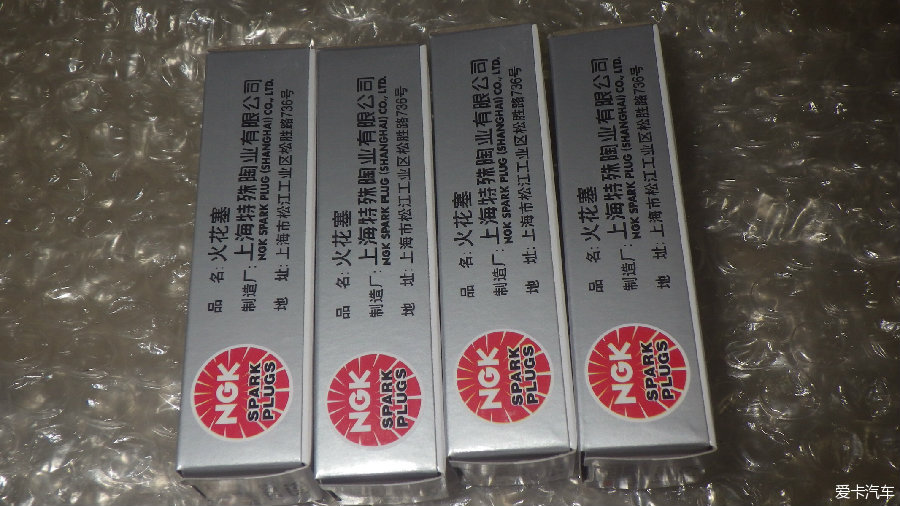 品 名: 火花塞
制造厂: 上海特殊陶业有限公司
NGK SPARK PLUG (SHANGHAI) CO., LTD.
地 址: 上海市松江工业区松胜路736号
NGK
SPARK
PLUGS
品 名: 火花塞
制造厂: 上海特殊陶业有限公司
NGK SPARK PLUG (SHANGHAI) CO., LTD.
地 址: 上海市松江工业区松胜路736号
NGK
SPARK
PLUGS
品 名: 火花塞
制造厂: 上海特殊陶业有限公司
NGK SPARK PLUG (SHANGHAI) CO., LTD.
地 址: 上海市松江工业区松胜路736号
NGK
SPARK
PLUGS
品 名: 火花塞
制造厂: 上海特殊陶业有限公司
NGK SPARK PLUG (SHANGHAI) CO., LTD.
地 址: 上海市松江工业区松胜路736号
NGK
SPARK
PLUGS
爱卡汽车